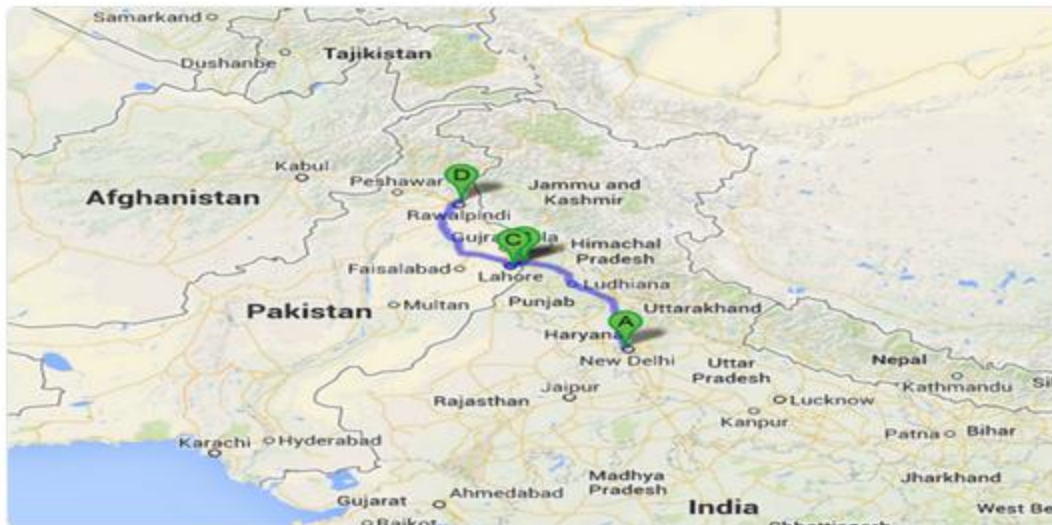 Samarkand
Dushanbe
Tajikistan
Kabul
Afghanistan
Peshawar
D
Jammu and
Kashmir
Rawalpindi
C
Himachal
Pradesh
Faisalabad
Lahore
Ludhiana
Multan
Punjab
Uttarakhand
Pakistan
A
Haryana
New Delhi
Uttar
Pradesh
Nepal
Kathmandu
Jaipur
Rajasthan
Lucknow
Kanpur
Patna
Bihar
Karachi
Hyderabad
Madhya
Pradesh
Jharkhand
Gujarat
Ahmedabad
India
West Be
Rajkot